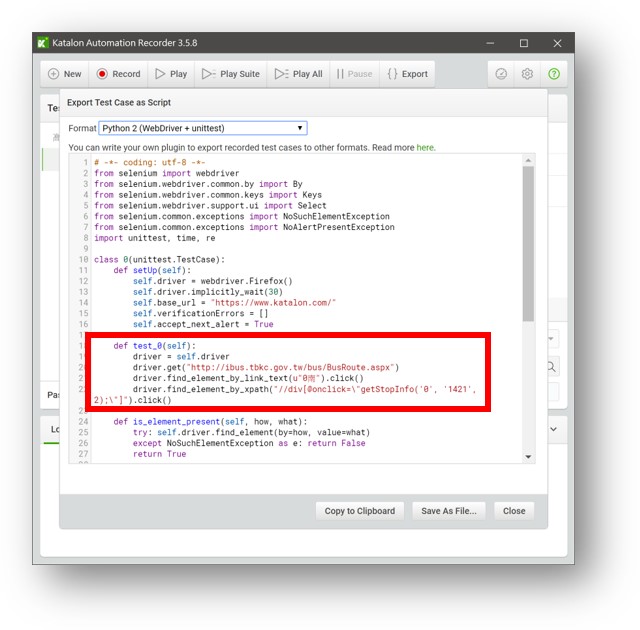 Katalon Automation Recorder 3.5.8
New Record Play Play Suite Play All Pause Export
Export Test Case as Script
Format Python 2 (WebDriver + unittest)
You can write your own plugin to export recorded test cases to other formats. Read more here.
1 # -*- coding: utf-8 -*-
2 from selenium import webdriver
3 from selenium.webdriver.common.by import By
4 from selenium.webdriver.common.keys import Keys
5 from selenium.webdriver.support.ui import Select
6 from selenium.common.exceptions import NoSuchElementException
7 from selenium.common.exceptions import NoAlertPresentException
8 import unittest, time, re
9
10 class 0(unittest.TestCase):
11 def setUp(self):
12 self.driver = webdriver.Firefox()
13 self.driver.implicitly_wait(30)
14 self.base_url = "https://www.katalon.com/"
15 self.verificationErrors = []
16 self.accept_next_alert = True
def test_0(self):
driver = self.driver
driver.get("http://ibus.tbkc.gov.tw/bus/BusRoute.aspx")
driver.find_element_by_link_text(u"0南").click()
driver.find_element_by_xpath("//div[@onclick=\"getStopInfo('0', '1421',
2);\"]").click()
24 def is_element_present(self, how, what):
25 try: self.driver.find_element(by=how, value=what)
26 except NoSuchElementException as e: return False
27 return True
Copy to Clipboard Save As File... Close